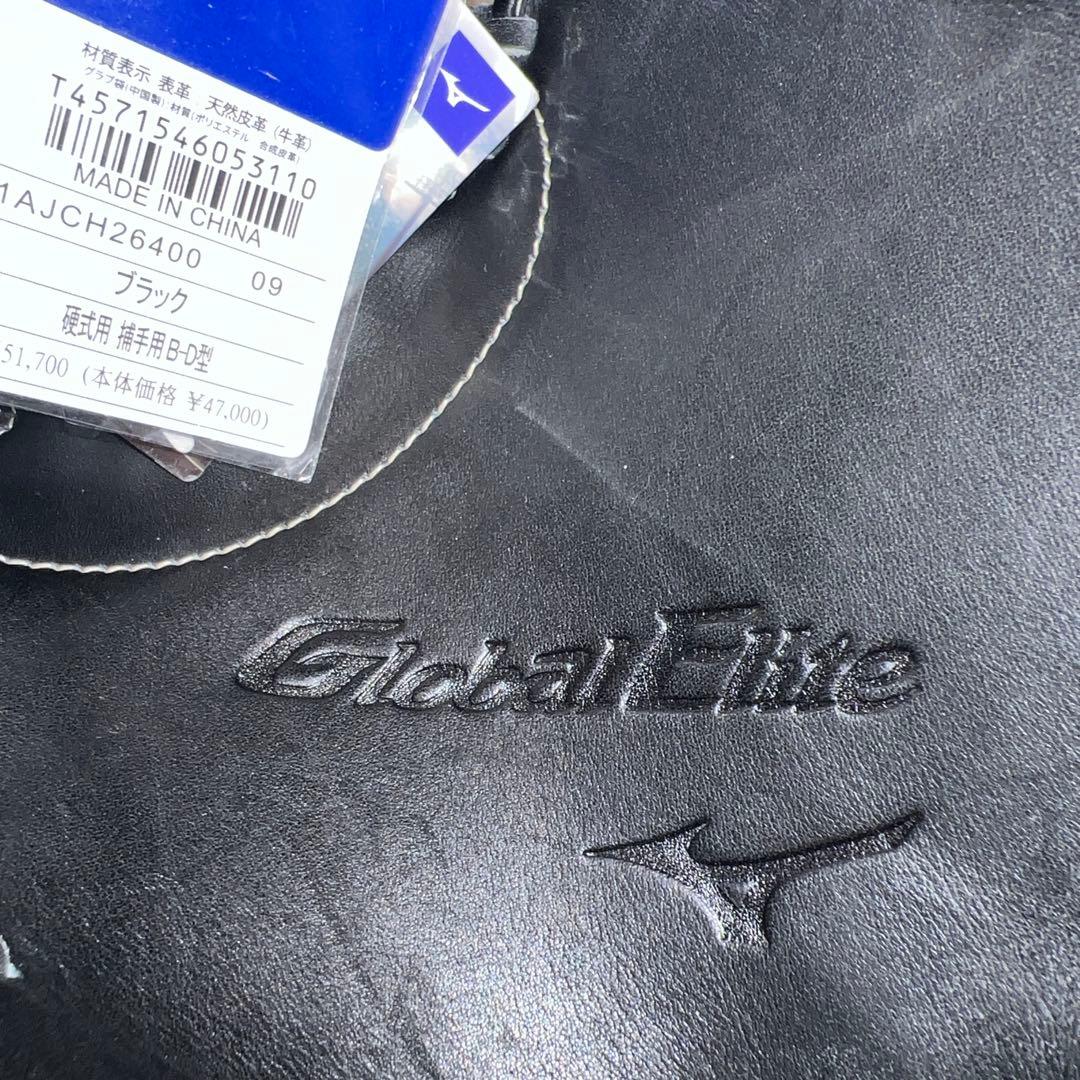 材質表示 表革 天然皮革(牛革)
グラブ袋(中国製):材質(ポリエステル 合成皮革)
T4571546053110
MADE IN CHINA
1AJCH26400 09
ブラック
硬式用 捕手用B-D型
51,700 (本体価格 ¥47,000)
Global Elite